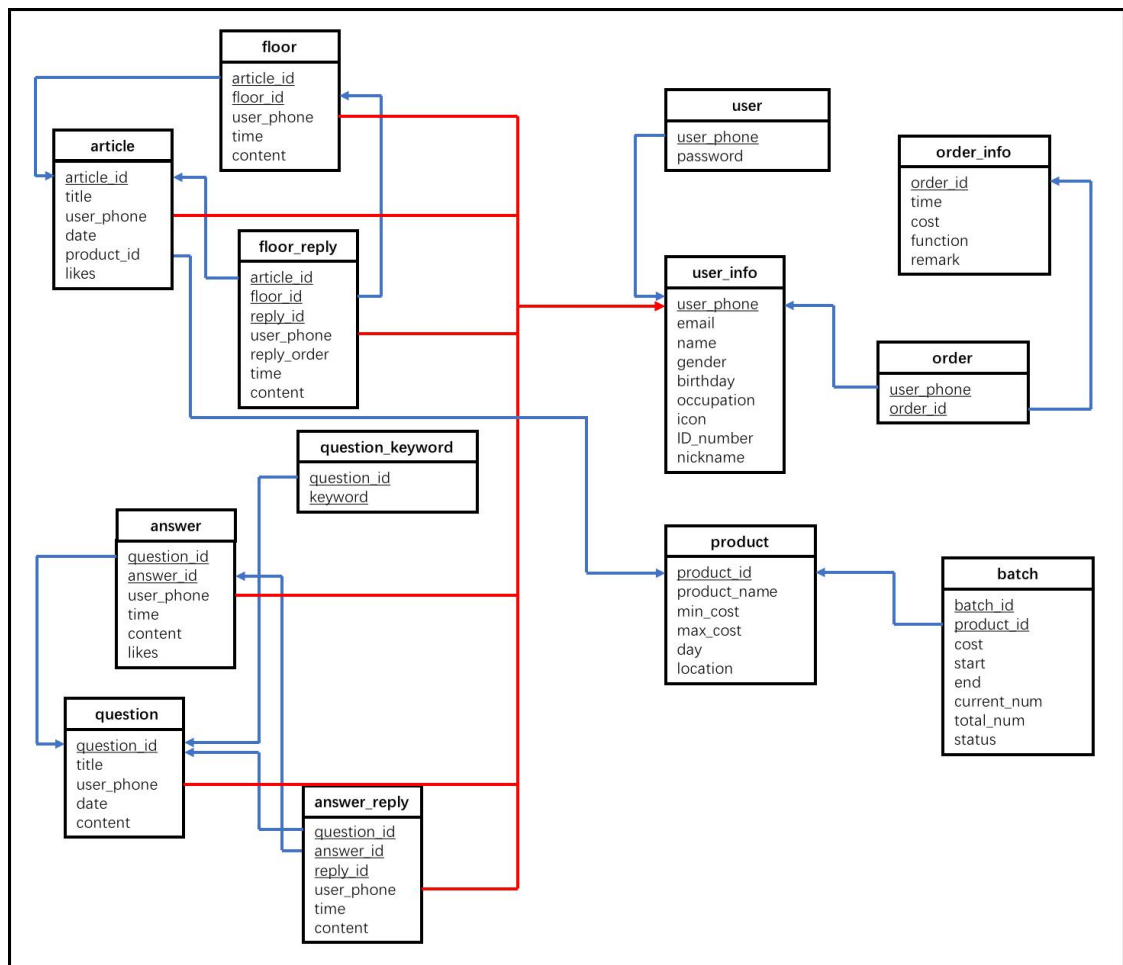 floor
article_id
floor_id
user_phone
time
content
article
article_id
title
user_phone
date
product_id
likes
floor_reply
article_id
floor_id
reply_id
user_phone
reply_order
time
content
user
user_phone
password
order_info
order_id
time
cost
function
remark
user_info
user_phone
email
name
gender
birthday
occupation
icon
ID_number
nickname
order
user_phone
order_id
question_keyword
question_id
keyword
answer
question_id
answer_id
user_phone
time
content
likes
product
product_id
product_name
min_cost
max_cost
day
location
batch
batch_id
product_id
cost
start
end
current_num
total_num
status
question
question_id
title
user_phone
date
content
answer_reply
question_id
answer_id
reply_id
user_phone
time
content